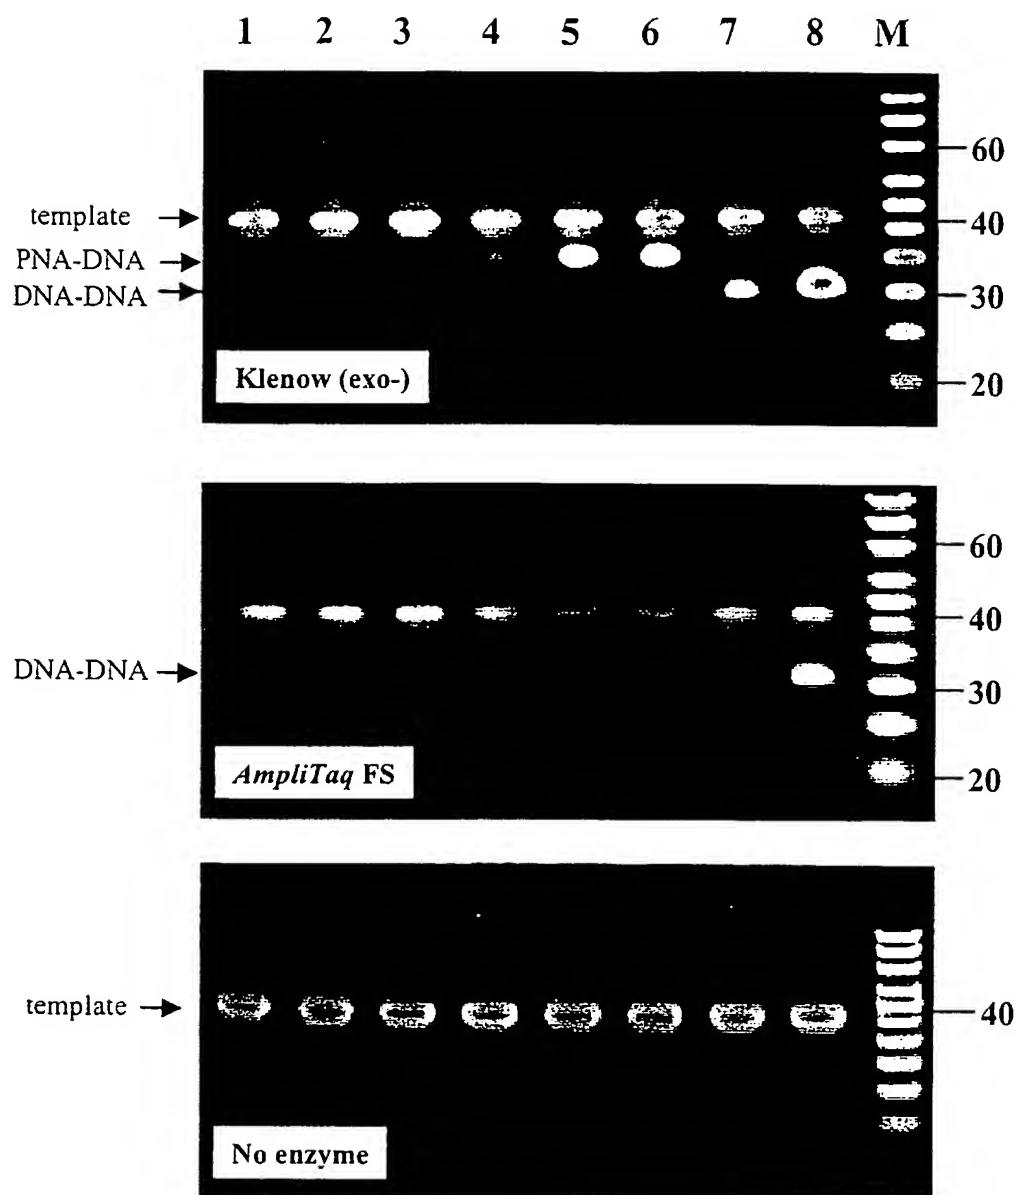 1 2 3 4 5 6 7 8 M
60
template 40
PNA-DNA
DNA-DNA 30
Klenow (exo-)
20
60
40
DNA-DNA
30
AmpliTaq FS
20
template 40
No enzyme